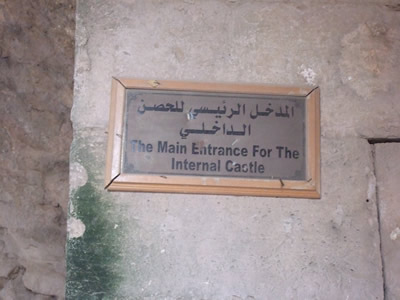 المدخل الرئيسي للحصن
الداخلي
The Main Entrance For The
Internal Castle